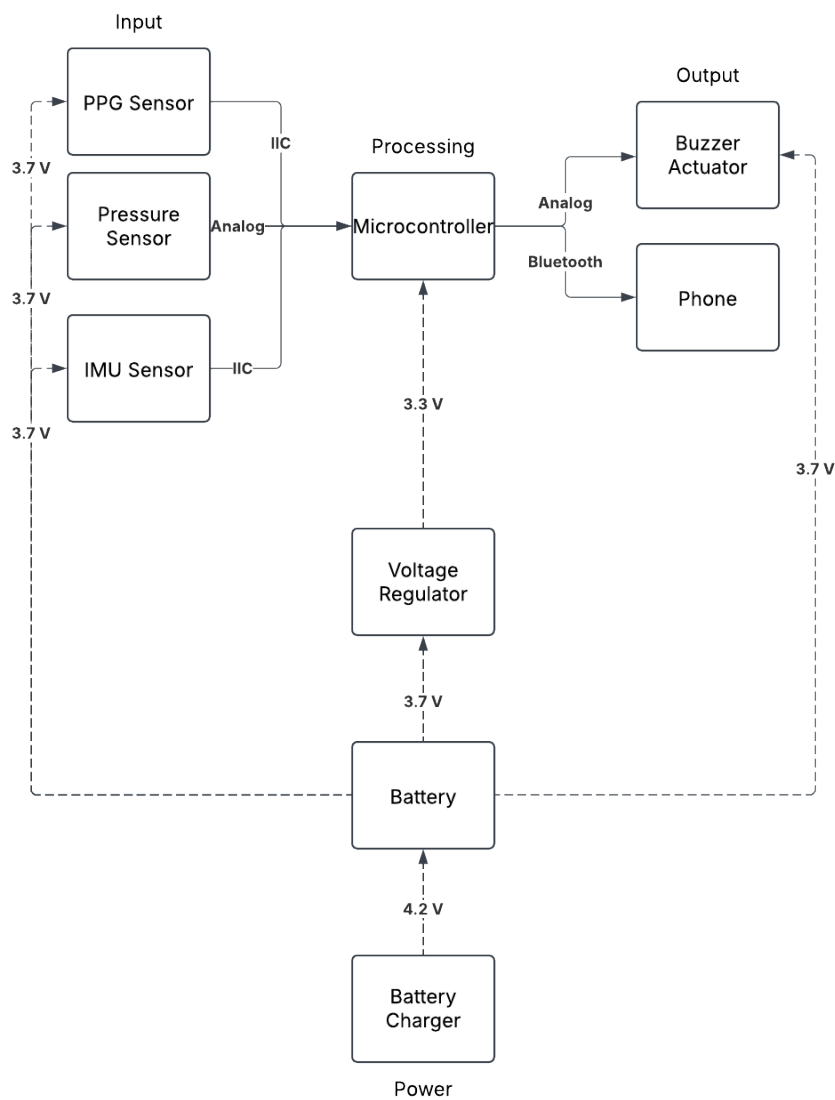 Input
PPG Sensor
IIC
3.7 V
Pressure
Sensor
Analog
3.7 V
IMU Sensor
IIC
3.7 V
Processing
Microcontroller
Output
Buzzer
Actuator
Analog
Bluetooth
Phone
3.3 V
3.7 V
Voltage
Regulator
3.7 V
Battery
4.2 V
Battery
Charger
Power